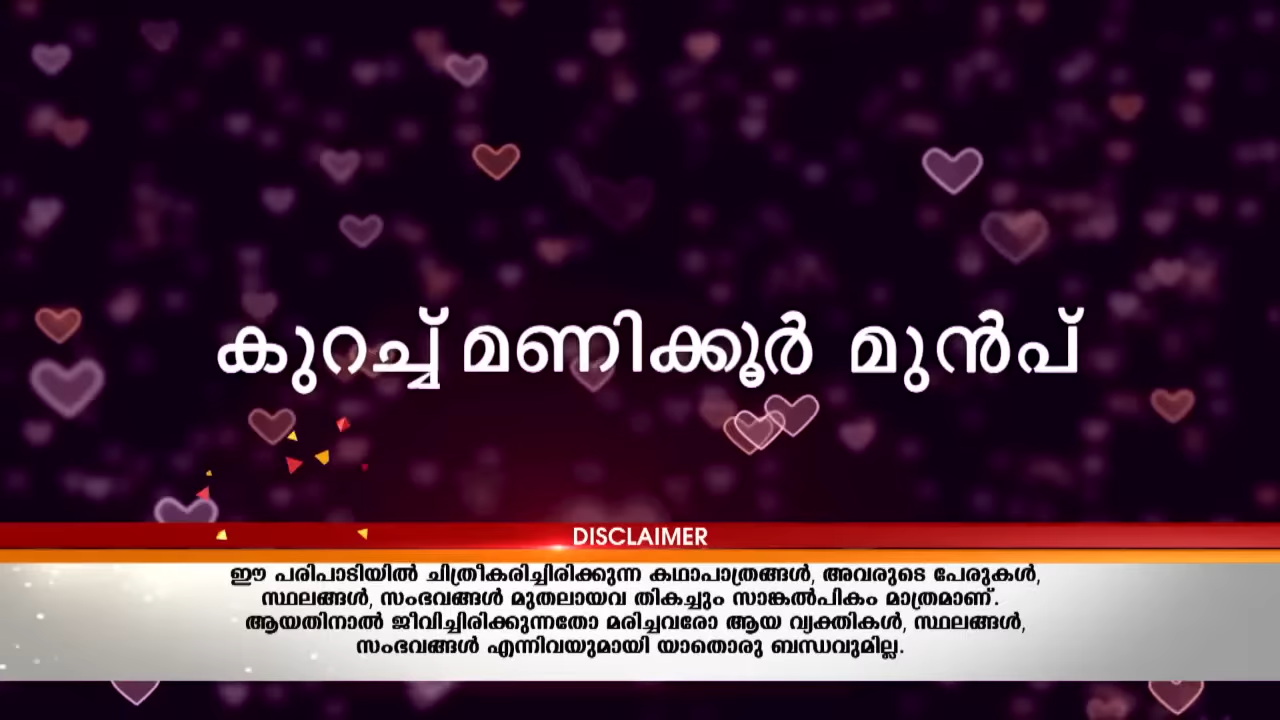 കുറച്ച് മണിക്കൂർ മുൻപ്
DISCLAIMER
ഈ പരിപാടിയിൽ ചിത്രീകരിച്ചിരിക്കുന്ന കഥാപാത്രങ്ങൾ, അവരുടെ പേരുകൾ,
സ്ഥലങ്ങൾ, സംഭവങ്ങൾ മുതലായവ തികച്ചും സാങ്കൽപികം മാത്രമാണ്.
ആയതിനാൽ ജീവിച്ചിരിക്കുന്നതോ മരിച്ചവരോ ആയ വ്യക്തികൾ, സ്ഥലങ്ങൾ,
സംഭവങ്ങൾ എന്നിവയുമായി യാതൊരു ബന്ധവുമില്ല.